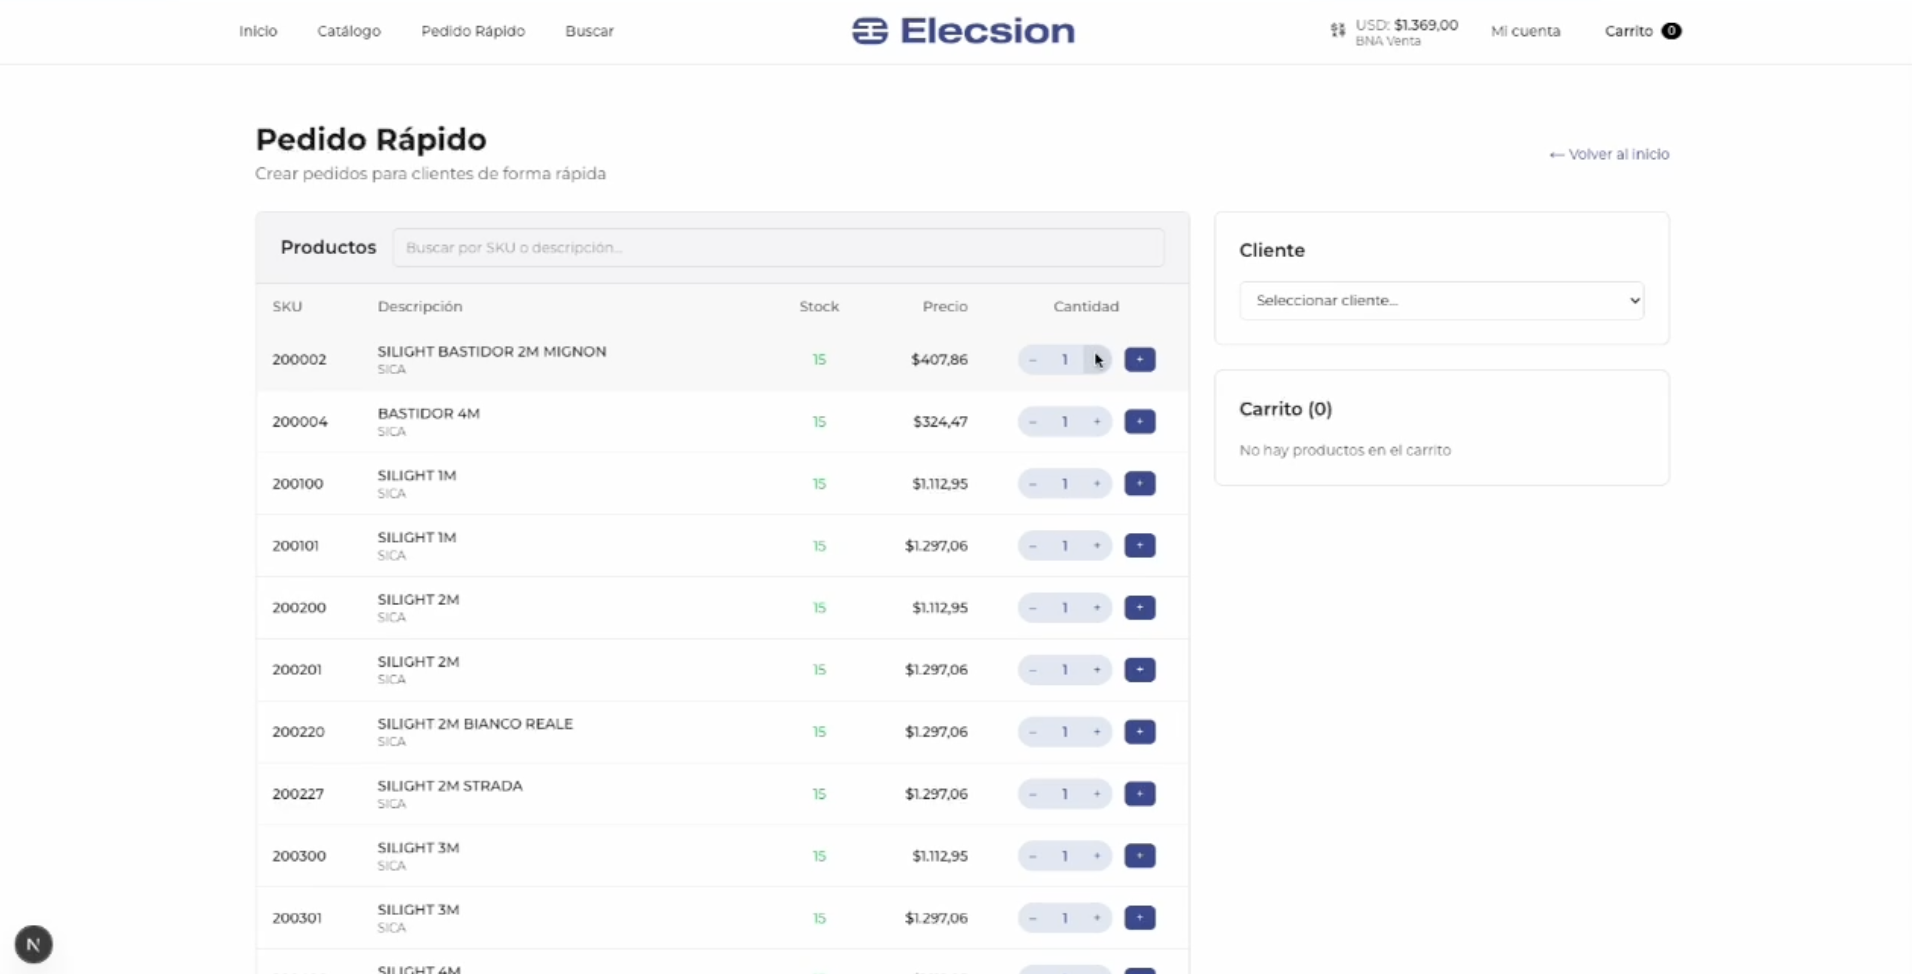 Inicio Catálogo Pedido Rápido Buscar Elecsion USD: $1.369,00 Mi cuenta Carrito 0
BNA Venta
Pedido Rápido
Crear pedidos para clientes de forma rápida
← Volver al inicio
Productos Buscar por SKU o descripción...
SKU Descripción Stock Precio Cantidad
200002 SILIGHT BASTIDOR 2M MIGNON 15 $407,86 − 1 +
SICA
200004 BASTIDOR 4M 15 $324,47 − 1 + +
SICA
200100 SILIGHT 1M 15 $1.112,95 − 1 + +
SICA
200101 SILIGHT 1M 15 $1.297,06 − 1 + +
SICA
200200 SILIGHT 2M 15 $1.112,95 − 1 + +
SICA
200201 SILIGHT 2M 15 $1.297,06 − 1 + +
SICA
200220 SILIGHT 2M BIANCO REALE 15 $1.297,06 − 1 + +
SICA
200227 SILIGHT 2M STRADA 15 $1.297,06 − 1 + +
SICA
200300 SILIGHT 3M 15 $1.112,95 − 1 + +
SICA
200301 SILIGHT 3M 15 $1.297,06 − 1 + +
SICA
SILIGHT 4M
Cliente
Seleccionar cliente...
Carrito (0)
No hay productos en el carrito
N